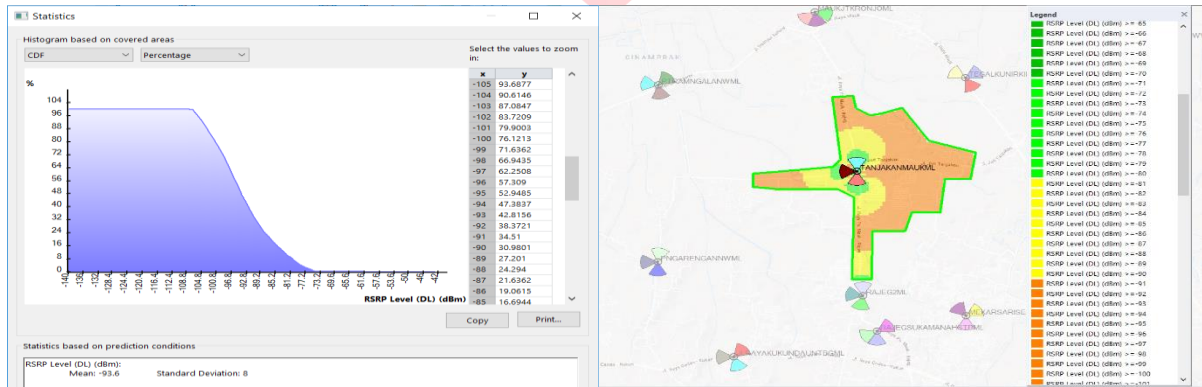 Statistics
Histogram based on covered areas
CDF
Percentage
Select the values to zoom
in:
%
104
96
88
80
72
64
56
48
40
32
24
16
8
0
RSRP Level (DL) (dBm)
x y
-105 93.6877
-104 90.6146
-103 87.0847
-102 83.7209
-101 79.9003
-100 76.1213
-99 71.6362
-98 66.9435
-97 62.2508
-96 57.309
-95 52.9485
-94 47.3837
-93 42.8156
-92 38.3721
-91 34.51
-90 30.9801
-89 27.201
-88 24.294
-87 21.6362
-86 19.0615
-85 16.6944
Copy
Print...
Statistics based on prediction conditions
RSRP Level (DL) (dBm):
Mean: -93.6 Standard Deviation: 8
TANJAKANMAUKML
RAJEG2ML
Legend
RSRP Level (DL) (dBm) >=-65
RSRP Level (DL) (dBm) >=-66
RSRP Level (DL) (dBm) >=-67
RSRP Level (DL) (dBm) >=-68
RSRP Level (DL) (dBm) >=-69
RSRP Level (DL) (dBm) >=-70
RSRP Level (DL) (dBm) >=-71
RSRP Level (DL) (dBm) >=-72
RSRP Level (DL) (dBm) >=-73
RSRP Level (DL) (dBm) >=-74
RSRP Level (DL) (dBm) >=-75
RSRP Level (DL) (dBm) >=-76
RSRP Level (DL) (dBm) >=-77
RSRP Level (DL) (dBm) >=-78
RSRP Level (DL) (dBm) >=-79
RSRP Level (DL) (dBm) >=-80
RSRP Level (DL) (dBm) >=-81
RSRP Level (DL) (dBm) >=-82
RSRP Level (DL) (dBm) >=-83
RSRP Level (DL) (dBm) >=-84
RSRP Level (DL) (dBm) >=-85
RSRP Level (DL) (dBm) >=-86
RSRP Level (DL) (dBm) >=-87
RSRP Level (DL) (dBm) >=-88
RSRP Level (DL) (dBm) >=-89
RSRP Level (DL) (dBm) >=-90
RSRP Level (DL) (dBm) >=-91
RSRP Level (DL) (dBm) >=-92
RSRP Level (DL) (dBm) >=-93
RSRP Level (DL) (dBm) >=-94
RSRP Level (DL) (dBm) >=-95
RSRP Level (DL) (dBm) >=-96
RSRP Level (DL) (dBm) >=-97
RSRP Level (DL) (dBm) >=-98
RSRP Level (DL) (dBm) >=-99
RSRP Level (DL) (dBm) >=-100
RSRP Level (DL) (dBm) >=-101